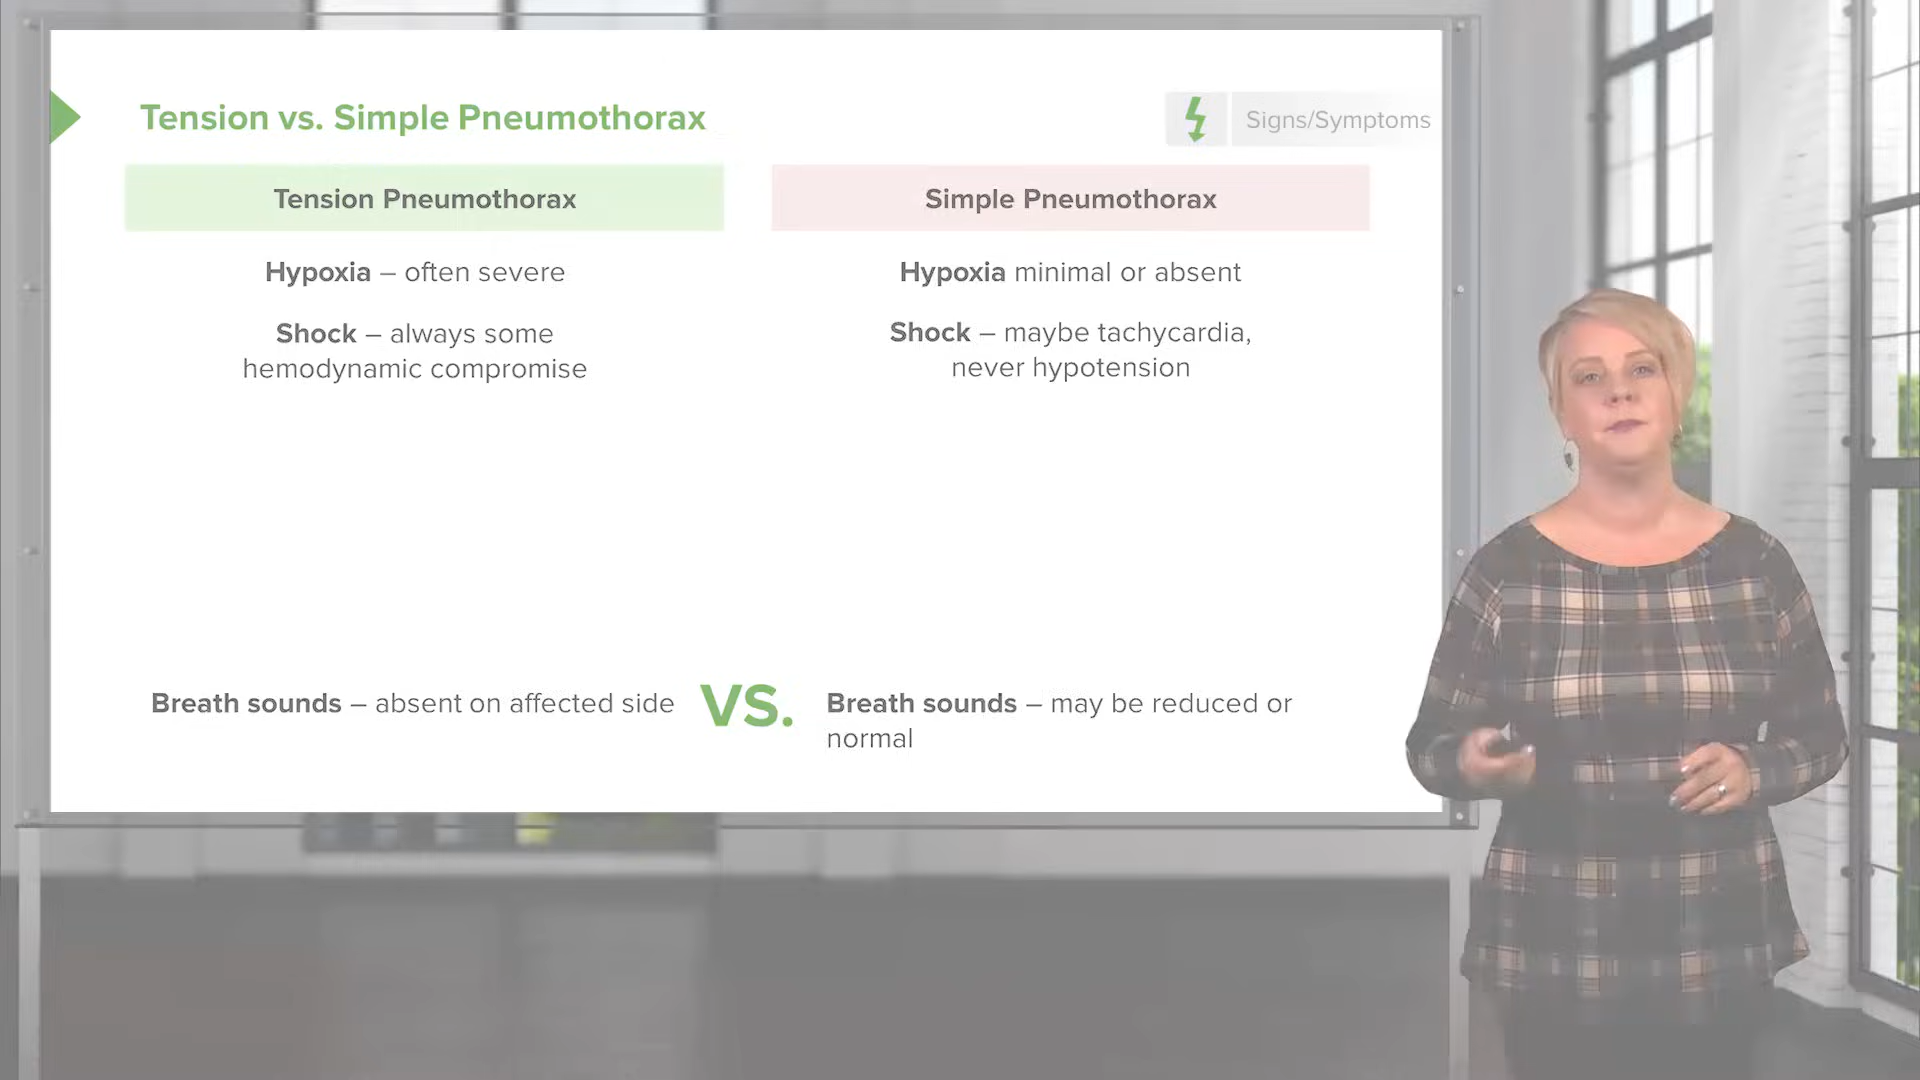 Tension vs. Simple Pneumothorax
Signs/Symptoms
Tension Pneumothorax
Hypoxia – often severe
Shock – always some
hemodynamic compromise
Simple Pneumothorax
Hypoxia minimal or absent
Shock – maybe tachycardia,
never hypotension
Breath sounds – absent on affected side
VS.
Breath sounds – may be reduced or
normal